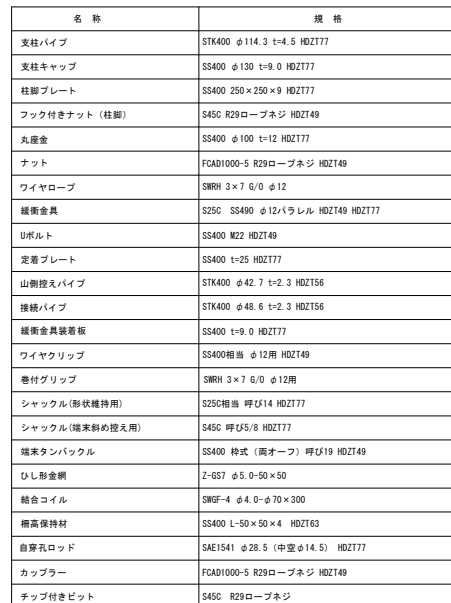 名 称 規 格
支柱パイプ STK400 φ114.3 t=4.5 HDZT77
支柱キャップ SS400 φ130 t=9.0 HDZT77
柱脚プレート SS400 250×250×9 HDZT77
フック付きナット（柱脚） S45C R29ロープネジ HDZT49
丸座金 SS400 φ100 t=12 HDZT77
ナット FCAD1000-5 R29ロープネジ HDZT49
ワイヤロープ SWRH 3×7 G/0 φ12
緩衝金具 S25C SS490 φ12パラレル HDZT49 HDZT77
Uボルト SS400 M22 HDZT49
定着プレート SS400 t=25 HDZT77
山側控えパイプ STK400 φ42.7 t=2.3 HDZT56
接続パイプ STK400 φ48.6 t=2.3 HDZT56
緩衝金具装着板 SS400 t=9.0 HDZT77
ワイヤクリップ SS400相当 φ12用 HDZT49
巻付グリップ SWRH 3×7 G/0 φ12用
シャックル(形状維持用) S25C相当 呼び14 HDZT77
シャックル(端末斜め控え用) S45C 呼び5/8 HDZT77
端末タンバックル SS400 枠式（両オーフ）呼び19 HDZT49
ひし形金網 Z-GS7 φ5.0-50×50
結合コイル SWGF-4 φ4.0-φ70×300
柵高保持材 SS400 L-50×50×4 HDZT63
自穿孔ロッド SAE1541 φ28.5（中空φ14.5） HDZT77
カップラー FCAD1000-5 R29ロープネジ HDZT49
チップ付きビット S45C R29ロープネジ